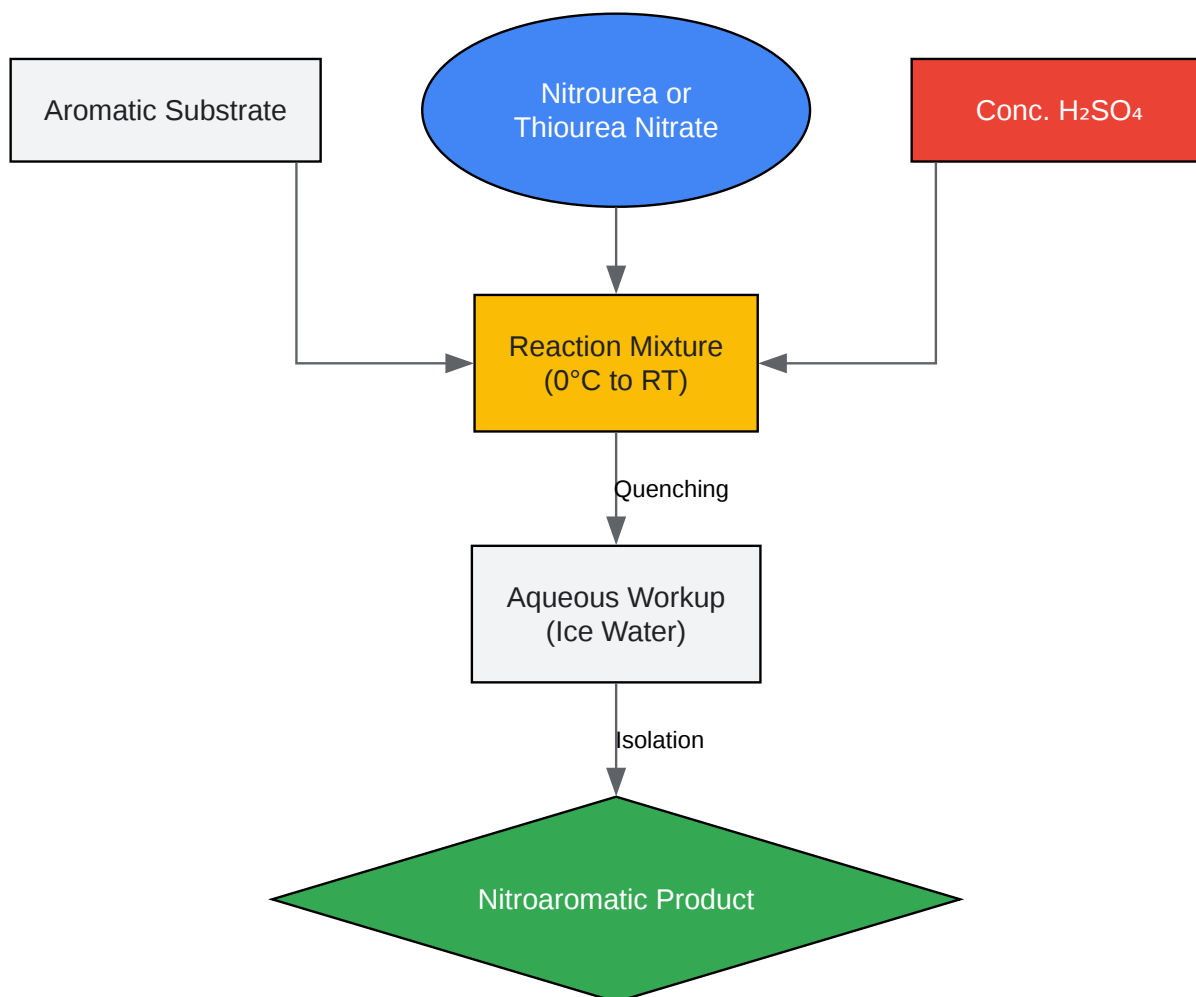 Aromatic Substrate
Nitrourea or
Thiourea Nitrate
Conc. H₂SO₄
Reaction Mixture
(0°C to RT)
Quenching
Aqueous Workup
(Ice Water)
Isolation
Nitroaromatic Product